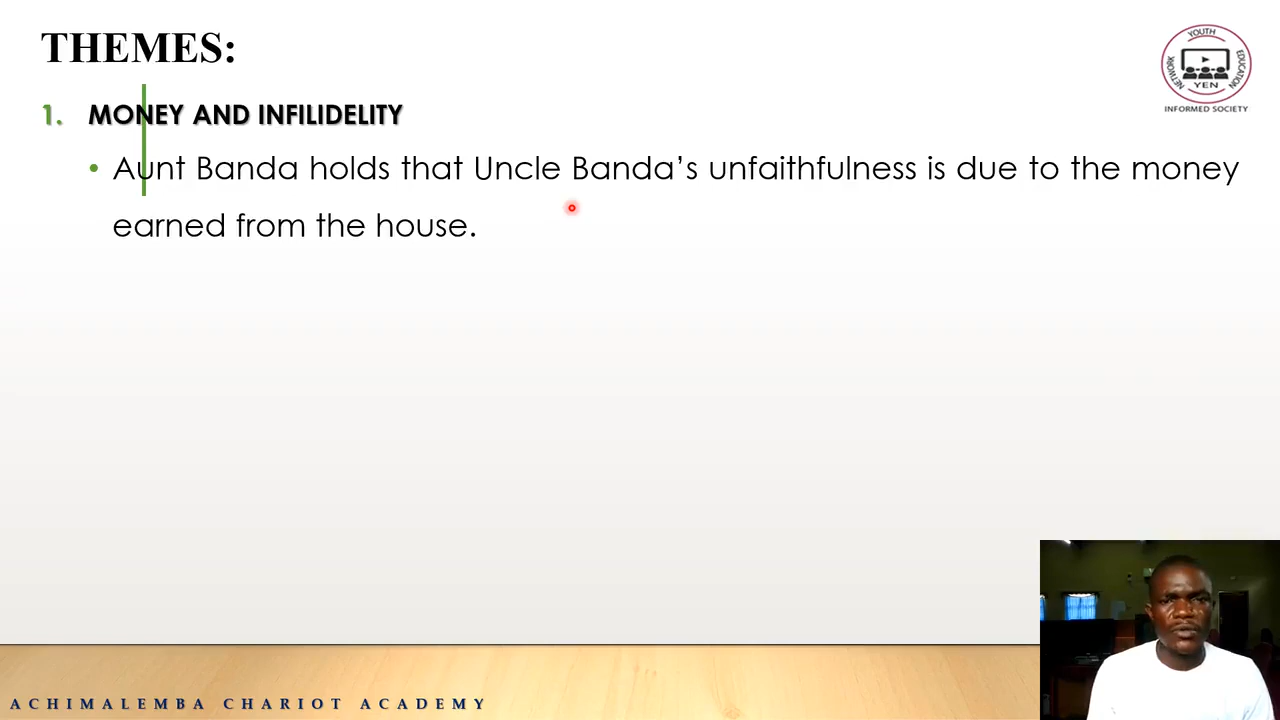 THEMES:
1. MONEY AND INFILIDELITY
• Aunt Banda holds that Uncle Banda’s unfaithfulness is due to the money
earned from the house.
YOUTH
EDUCATION
NETWORK
YEN
INFORMED SOCIETY
ACHIMALEMBA CHARIOT ACADEMY